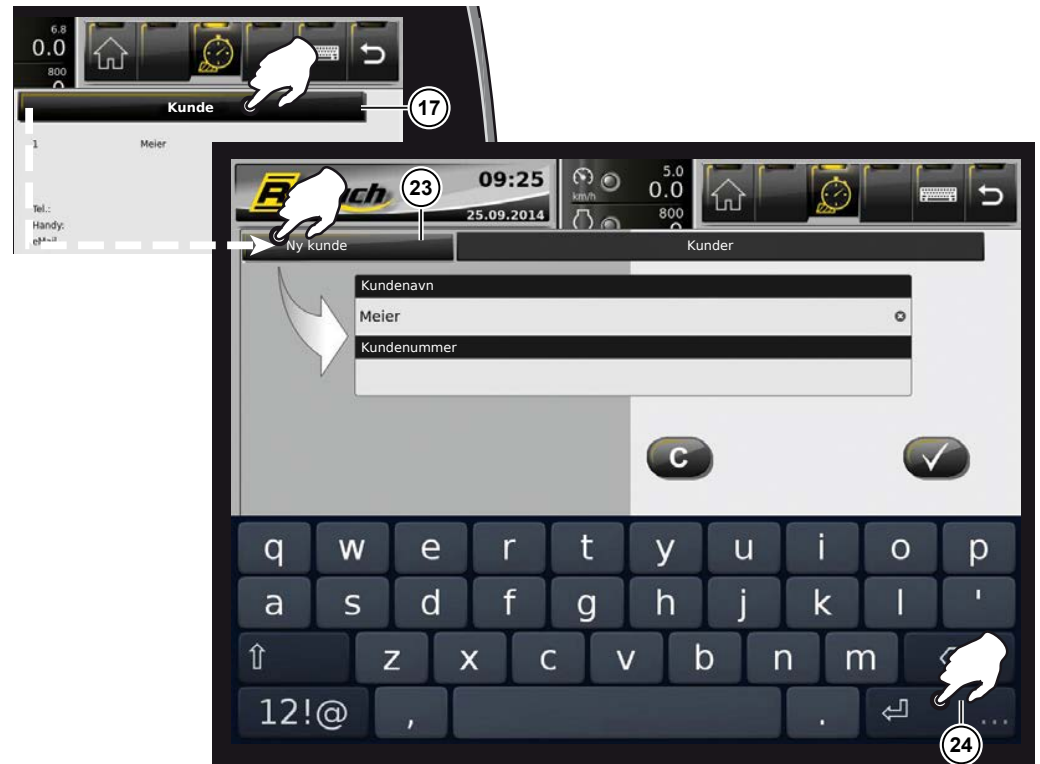 6.8
0.0
800
Kunde
17
1 Meier
Tel.:
Handy:
eMail
23
09:25
25.09.2014
km/h
5.0
0.0
800
Ny kunde
Kunder
Kundenavn
Meier
Kundenummer
C
q w e r t y u i o p
a s d f g h j k l '
z x c v b n m
12!@ , . ...
24